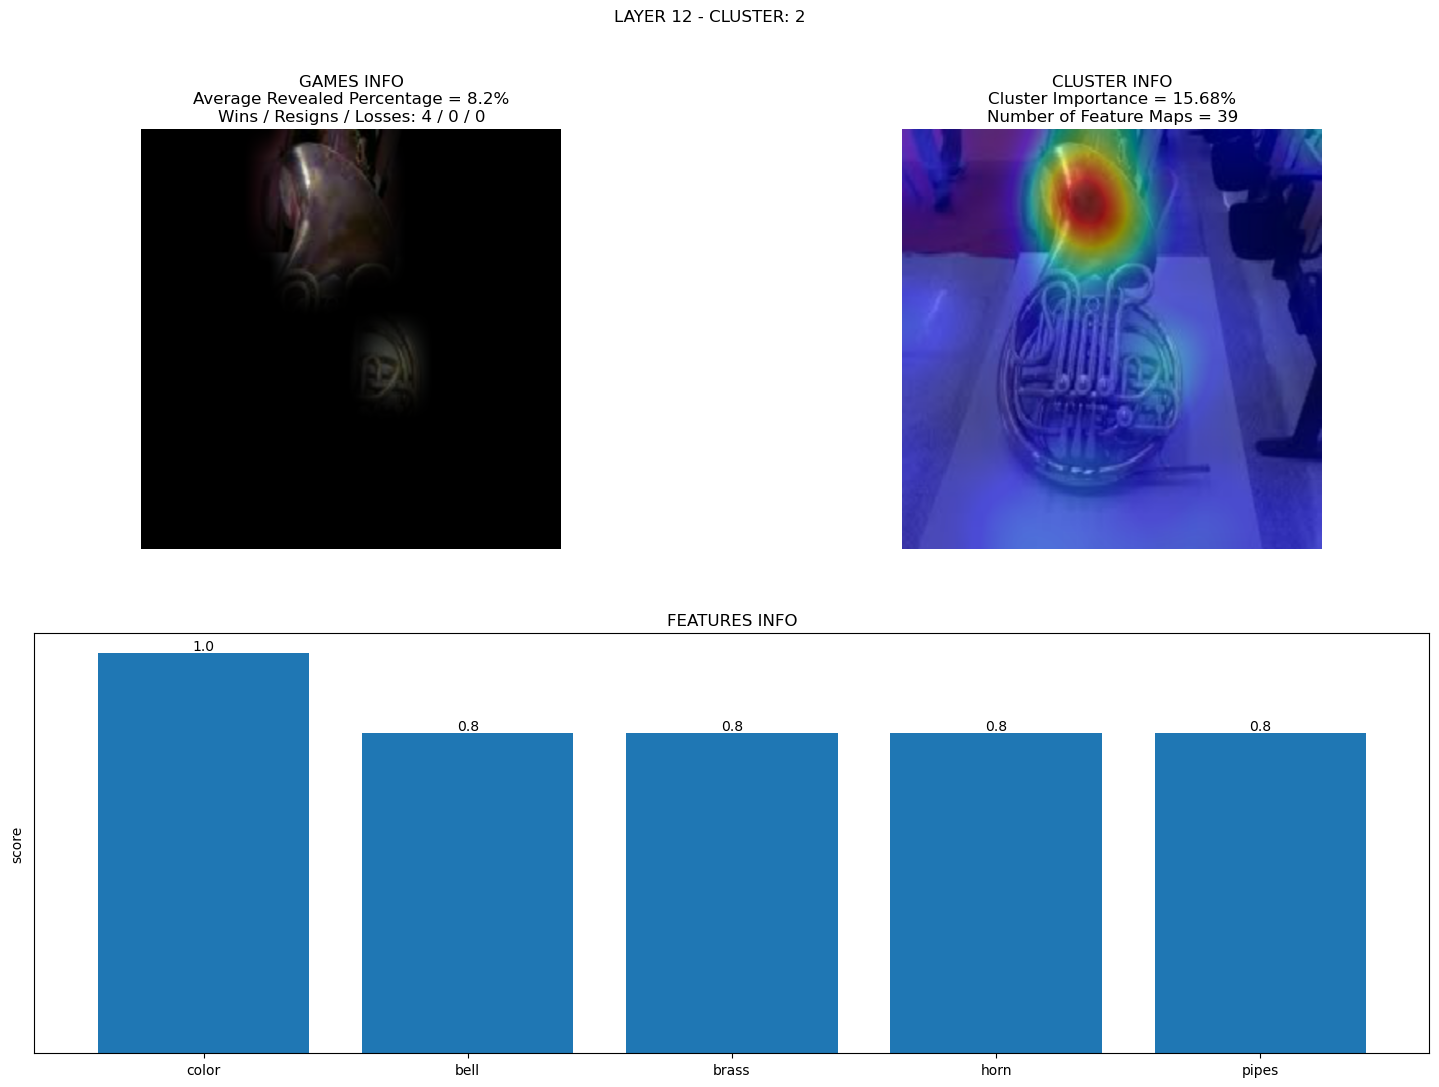 LAYER 12 - CLUSTER: 2
GAMES INFO
Average Revealed Percentage = 8.2%
Wins / Resigns / Losses: 4 / 0 / 0
CLUSTER INFO
Cluster Importance = 15.68%
Number of Feature Maps = 39
FEATURES INFO
score
1.0
0.8
0.8
0.8
0.8
color
bell
brass
horn
pipes